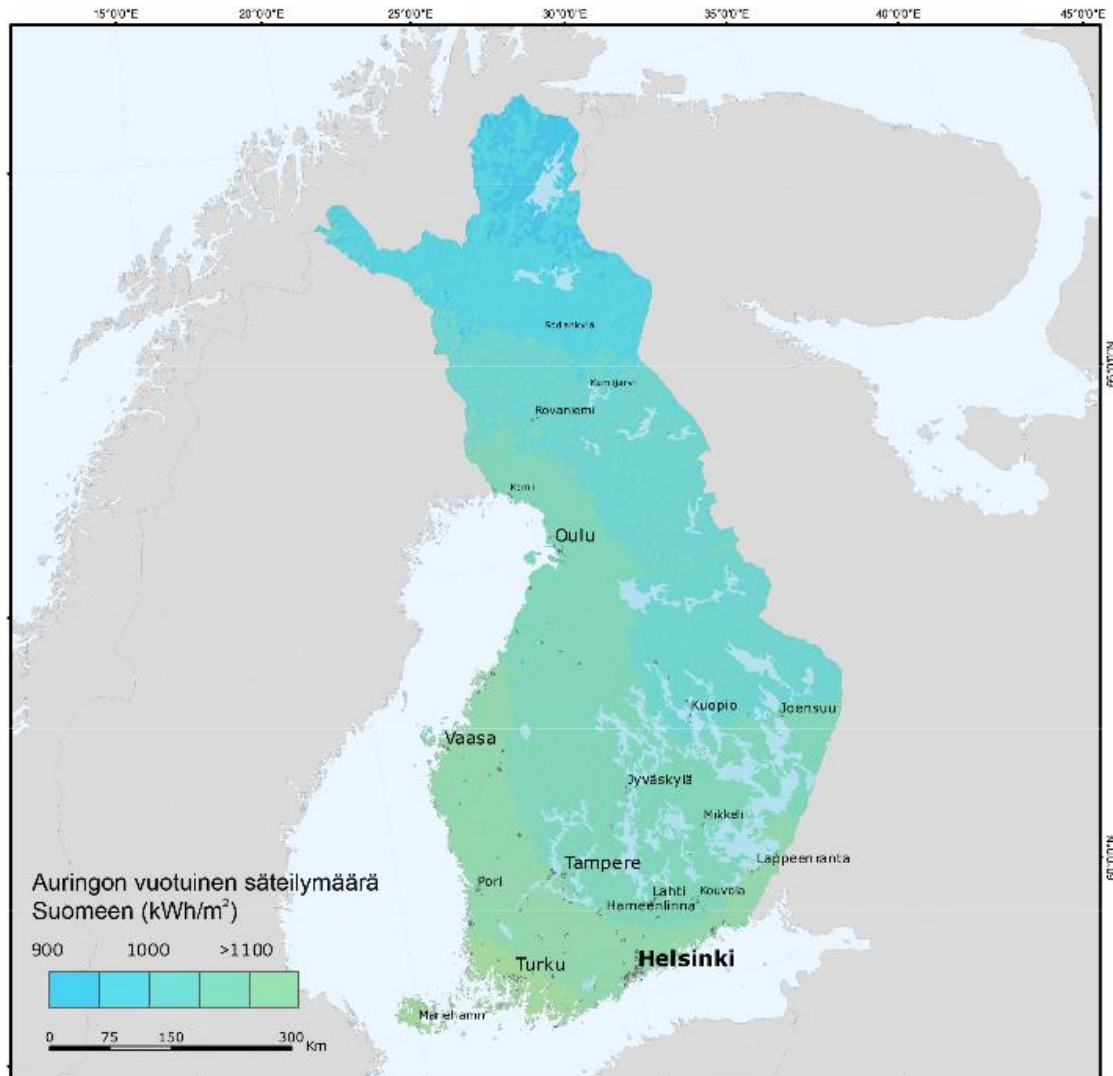 15°0'0"E 20°0'0"E 25°0'0"E 30°0'0"E 35°0'0"E 40°0'0"E 45°0'0"E
Sodankylä
Kemijärvi
Rovaniemi
Kemi
Oulu
Kuopio
Joensuu
Vaasa
Jyväskylä
Mikkeli
Lappeenranta
Tampere
Pori
Lahti
Kouvola
Hämeenlinna
Helsinki
Turku
Mariehamn
Auringon vuotuinen säteilymäärä
Suomeen (kWh/m²)
900 1000 >1100
0 75 150 300 Km